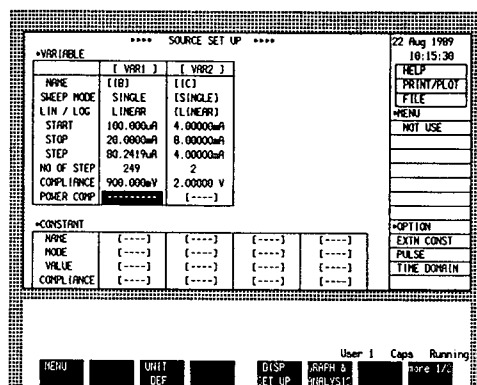 **** SOURCE SET UP ****
22 Aug 1989
10:15:30
*VARIABLE
[ VAR1 ] [ VAR2 ]
NAME [(B) [(C)
SWEEP MODE SINGLE [SINGLE]
LIN / LOG LINEAR [LINEAR]
START 100.000uA 4.00000mA
STOP 20.0000mA 8.00000mA
STEP 80.2419uA 4.00000mA
NO OF STEP 249 2
COMPLIANCE 900.000mV 2.00000 V
POWER COMP [----]
HELP
PRINT/PLOT
FILE
*MENU
NOT USE
*CONSTANT
NAME [----] [----] [----] [----]
MODE [----] [----] [----] [----]
VALUE [----] [----] [----] [----]
COMPLIANCE [----] [----] [----] [----]
*OPTION
EXTN CONST
PULSE
TIME DOMAIN
User 1 Caps Running
MENU UNIT DEF DISP SET UP GRAPH & ANALYSIS more 1/2